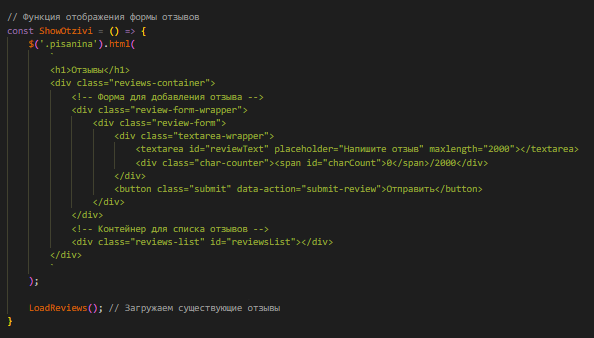 // Функция отображения формы отзывов
const ShowOtzivi = () => {
    $('.pisanina').html(
        `
        <h1>Отзывы</h1>
        <div class="reviews-container">
            <!-- Форма для добавления отзыва -->
            <div class="review-form-wrapper">
                <div class="review-form">
                    <div class="textarea-wrapper">
                        <textarea id="reviewText" placeholder="Напишите отзыв" maxlength="2000"></textarea>
                        <div class="char-counter"><span id="charCount">0</span>/2000</div>
                    </div>
                    <button class="submit" data-action="submit-review">Отправить</button>
                </div>
            </div>
            <!-- Контейнер для списка отзывов -->
            <div class="reviews-list" id="reviewsList"></div>
        </div>
        `
    );

    LoadReviews(); // Загружаем существующие отзывы
}